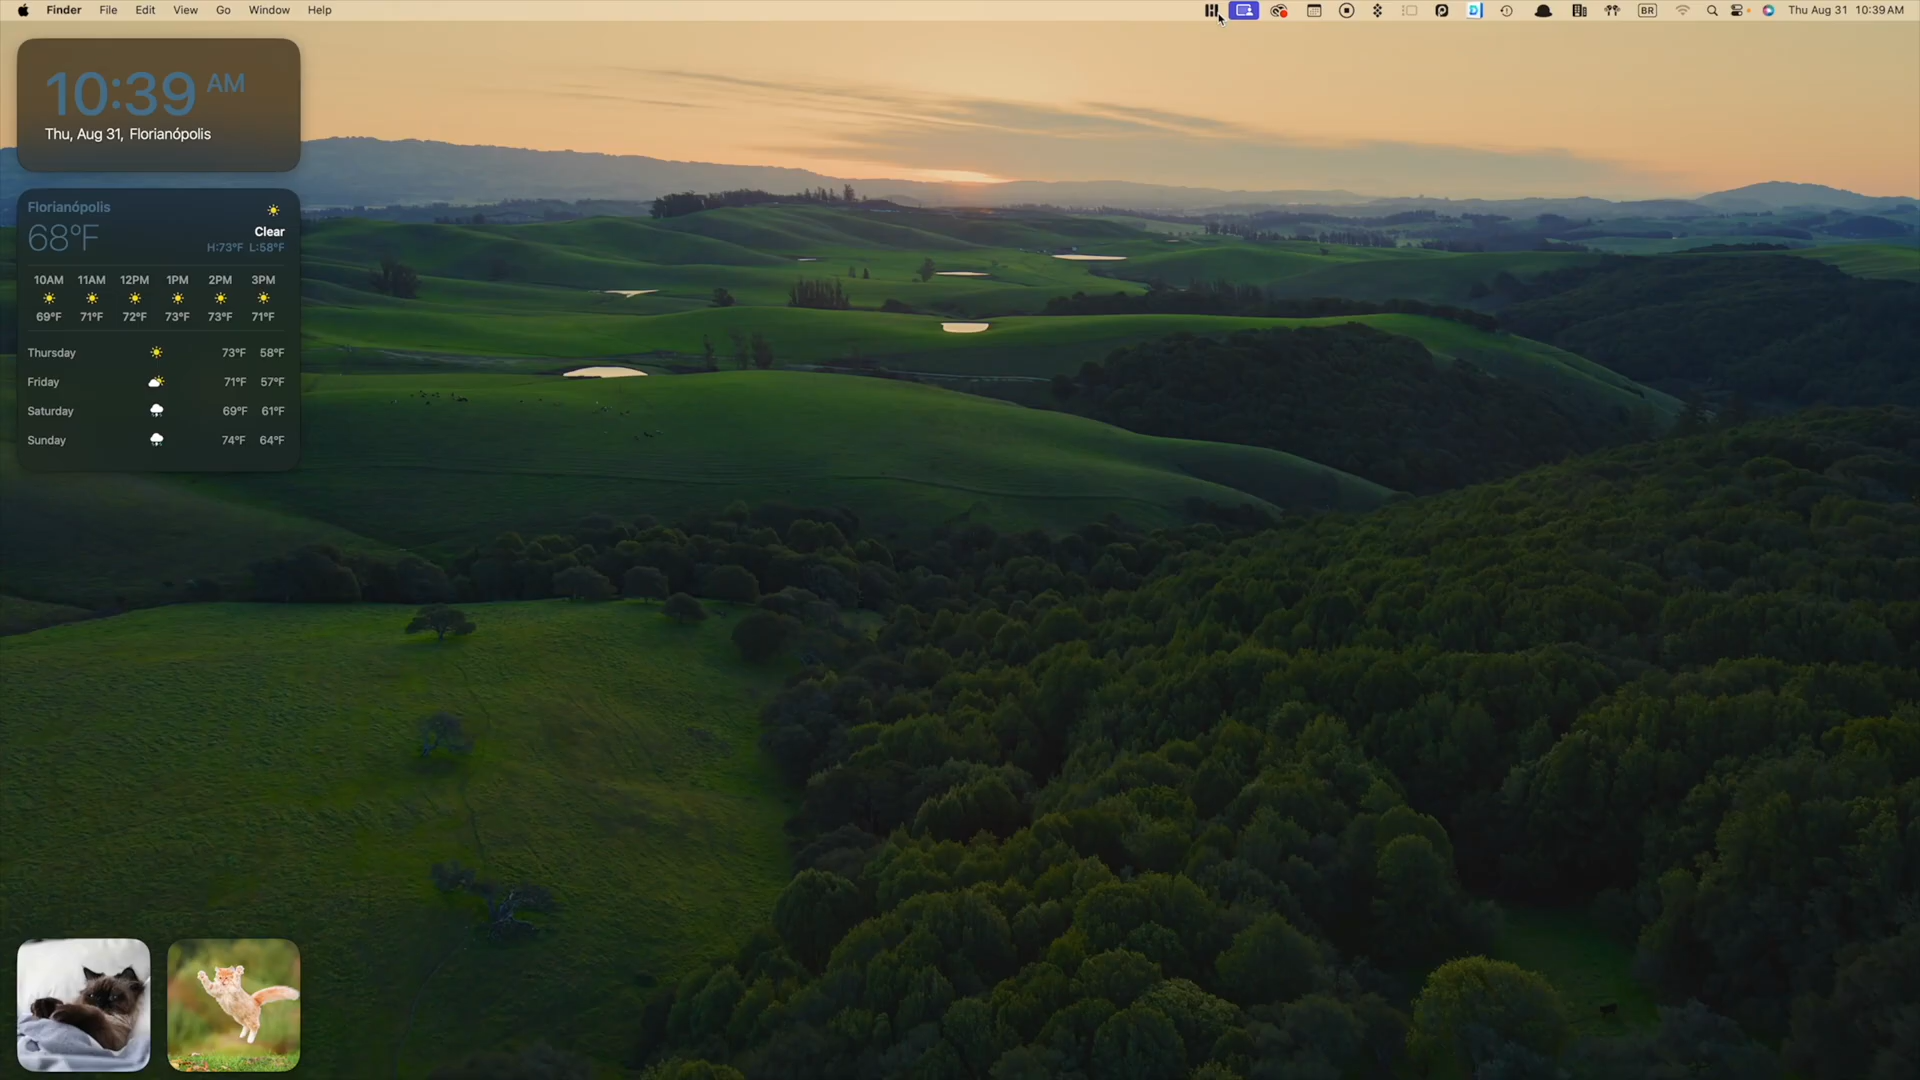 Finder File Edit View Go Window Help
BR Thu Aug 31 10:39 AM
10:39 AM
Thu, Aug 31, Florianópolis
Florianópolis
68°F
Clear
H:73°F L:58°F
10AM 11AM 12PM 1PM 2PM 3PM
69°F 71°F 72°F 73°F 73°F 71°F
Thursday 73°F 58°F
Friday 71°F 57°F
Saturday 69°F 61°F
Sunday 74°F 64°F